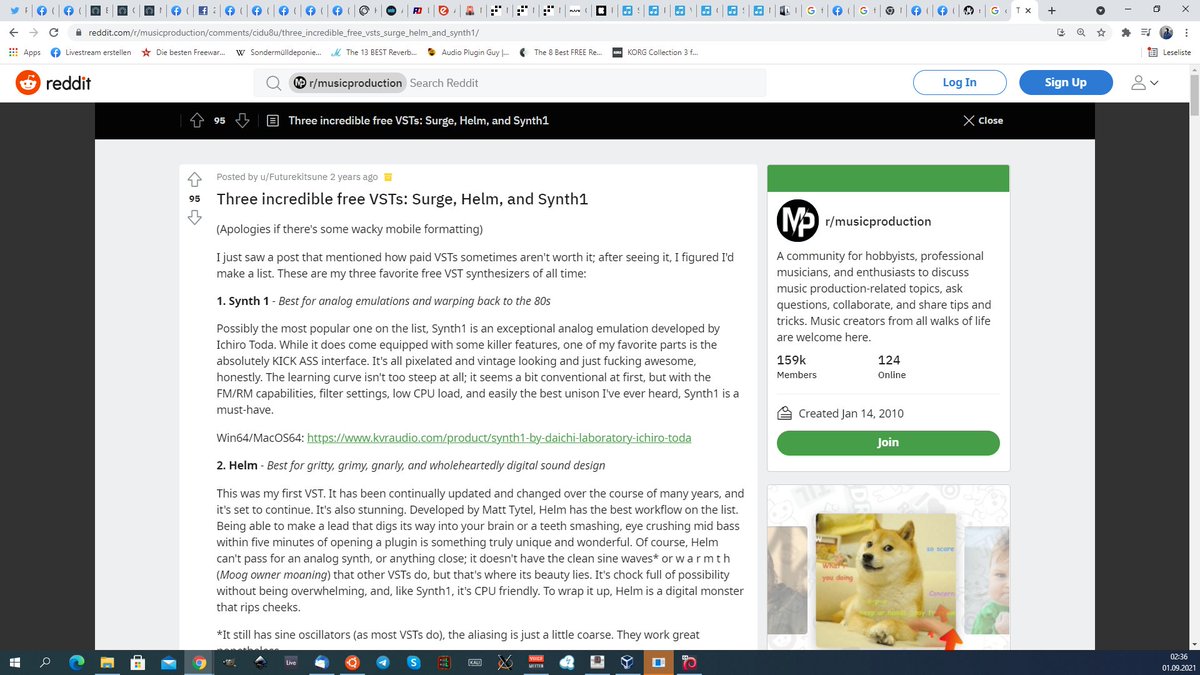 reddit.com/r/musicproduction/comments/cidu8u/three_incredible_free_vsts_surge_helm_and_synth1/
Apps
Livestream erstellen
Die besten Freewar...
Sondermülldeponie...
The 13 BEST Reverb...
Audio Plugin Guy |...
The 8 Best FREE Re...
KORG Collection 3 f...
Leseliste
reddit
r/musicproduction
Search Reddit
Log In
Sign Up
95
Three incredible free VSTs: Surge, Helm, and Synth1
Close
Posted by u/Futurekitsune 2 years ago
95
Three incredible free VSTs: Surge, Helm, and Synth1
(Apologies if there's some wacky mobile formatting)
I just saw a post that mentioned how paid VSTs sometimes aren't worth it; after seeing it, I figured I'd
make a list. These are my three favorite free VST synthesizers of all time:
1. Synth 1 - Best for analog emulations and warping back to the 80s
Possibly the most popular one on the list, Synth1 is an exceptional analog emulation developed by
Ichiro Toda. While it does come equipped with some killer features, one of my favorite parts is the
absolutely KICK ASS interface. It's all pixelated and vintage looking and just fucking awesome,
honestly. The learning curve isn't too steep at all; it seems a bit conventional at first, but with the
FM/RM capabilities, filter settings, low CPU load, and easily the best unison I've ever heard, Synth1 is a
must-have.
Win64/MacOS64: https://www.kvraudio.com/product/synth1-by-daichi-laboratory-ichiro-toda
2. Helm - Best for gritty, grimy, gnarly, and wholeheartedly digital sound design
This was my first VST. It has been continually updated and changed over the course of many years, and
it's set to continue. It's also stunning. Developed by Matt Tytel, Helm has the best workflow on the list.
Being able to make a lead that digs its way into your brain or a teeth smashing, eye crushing mid bass
within five minutes of opening a plugin is something truly unique and wonderful. Of course, Helm
can't pass for an analog synth, or anything close; it doesn't have the clean sine waves* or w a r m t h
(Moog owner moaning) that other VSTs do, but that's where its beauty lies. It's chock full of possibility
without being overwhelming, and, like Synth1, it's CPU friendly. To wrap it up, Helm is a digital monster
that rips cheeks.
*It still has sine oscillators (as most VSTs do), the aliasing is just a little coarse. They work great
nonetheless.
MP
r/musicproduction
A community for hobbyists, professional
musicians, and enthusiasts to discuss
music production-related topics, ask
questions, collaborate, and share tips and
tricks. Music creators from all walks of life
are welcome here.
159k
124
Members
Online
Created Jan 14, 2010
Join
so scare
what
you doing
Concern
02:36
01.09.2021